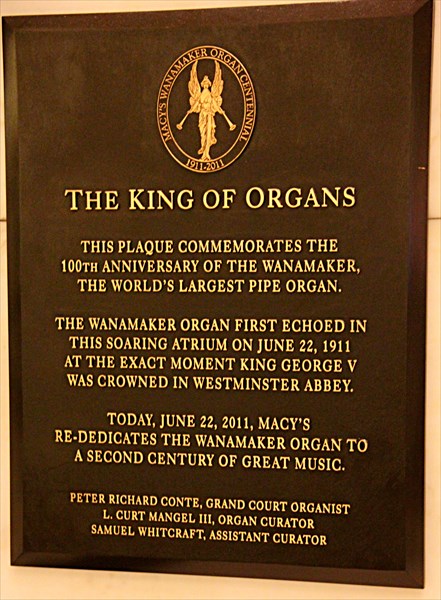 MACY'S WANAMAKER ORGAN CENTENNIAL
1911-2011
THE KING OF ORGANS
THIS PLAQUE COMMEMORATES THE
100TH ANNIVERSARY OF THE WANAMAKER,
THE WORLD'S LARGEST PIPE ORGAN.
THE WANAMAKER ORGAN FIRST ECHOED IN
THIS SOARING ATRIUM ON JUNE 22, 1911
AT THE EXACT MOMENT KING GEORGE V
WAS CROWNED IN WESTMINSTER ABBEY.
TODAY, JUNE 22, 2011, MACY'S
RE-DEDICATES THE WANAMAKER ORGAN TO
A SECOND CENTURY OF GREAT MUSIC.
PETER RICHARD CONTE, GRAND COURT ORGANIST
L. CURT MANGEL III, ORGAN CURATOR
SAMUEL WHITCRAFT, ASSISTANT CURATOR